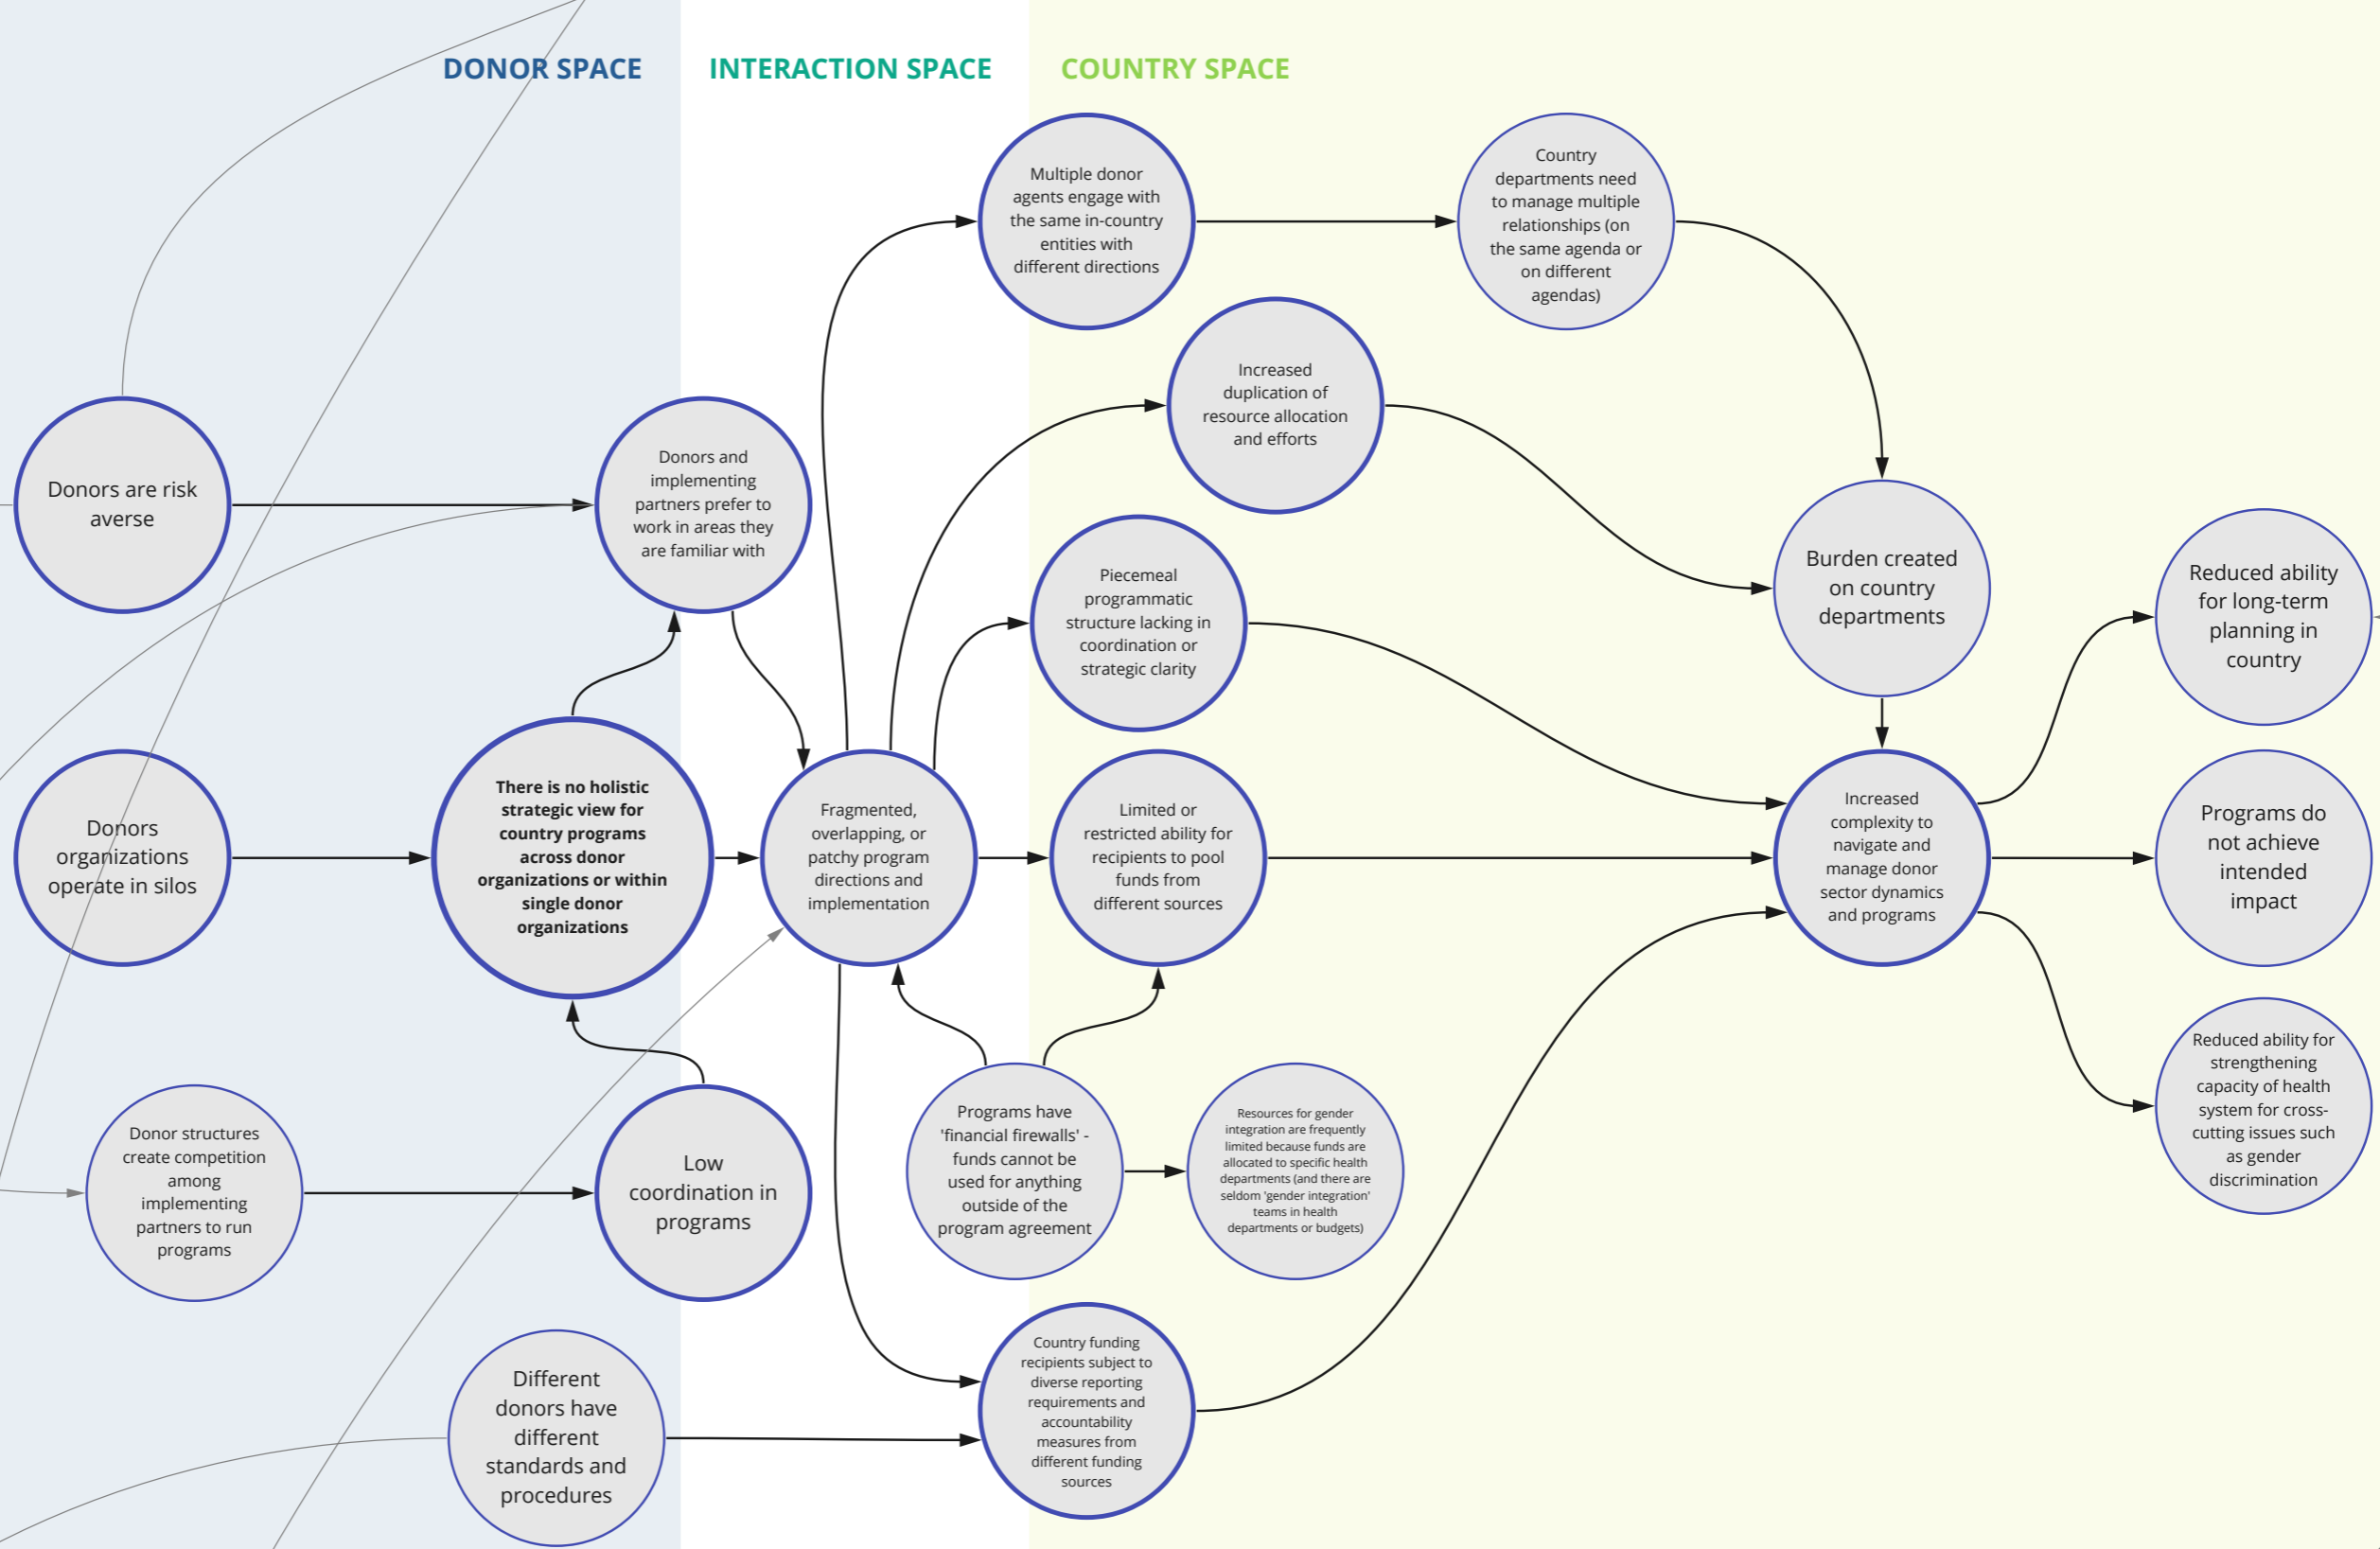 DONOR SPACE
INTERACTION SPACE
COUNTRY SPACE
Multiple donor
agents engage with
the same in-country
entities with
different directions
Country
departments need
to manage multiple
relationships (on
the same agenda or
on different
agendas)
Increased
duplication of
resource allocation
and efforts
Donors are risk
averse
Donors and
implementing
partners prefer to
work in areas they
are familiar with
Piecemeal
programmatic
structure lacking in
coordination or
strategic clarity
Burden created
on country
departments
Reduced ability
for long-term
planning in
country
Donors
organizations
operate in silos
There is no holistic
strategic view for
country programs
across donor
organizations or within
single donor
organizations
Fragmented,
overlapping, or
patchy program
directions and
implementation
Limited or
restricted ability for
recipients to pool
funds from
different sources
Increased
complexity to
navigate and
manage donor
sector dynamics
and programs
Programs do
not achieve
intended
impact
Donor structures
create competition
among
implementing
partners to run
programs
Low
coordination in
programs
Programs have
'financial firewalls' -
funds cannot be
used for anything
outside of the
program agreement
Resources for gender
integration are frequently
limited because funds are
allocated to specific health
departments (and there are
seldom 'gender integration'
teams in health
departments or budgets)
Reduced ability for
strengthening
capacity of health
system for cross-
cutting issues such
as gender
discrimination
Different
donors have
different
standards and
procedures
Country funding
recipients subject to
diverse reporting
requirements and
accountability
measures from
different funding
sources